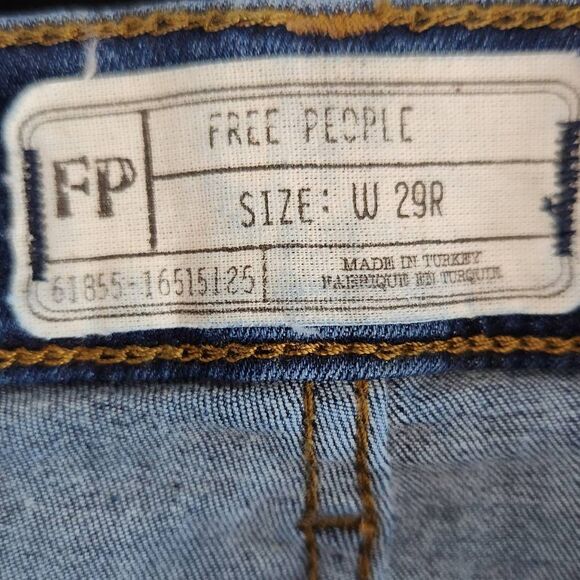 FP
FREE PEOPLE
SIZE: W 29R
61855-16515125
MADE IN TURKEY
FABRIQUE EN TURQUIE